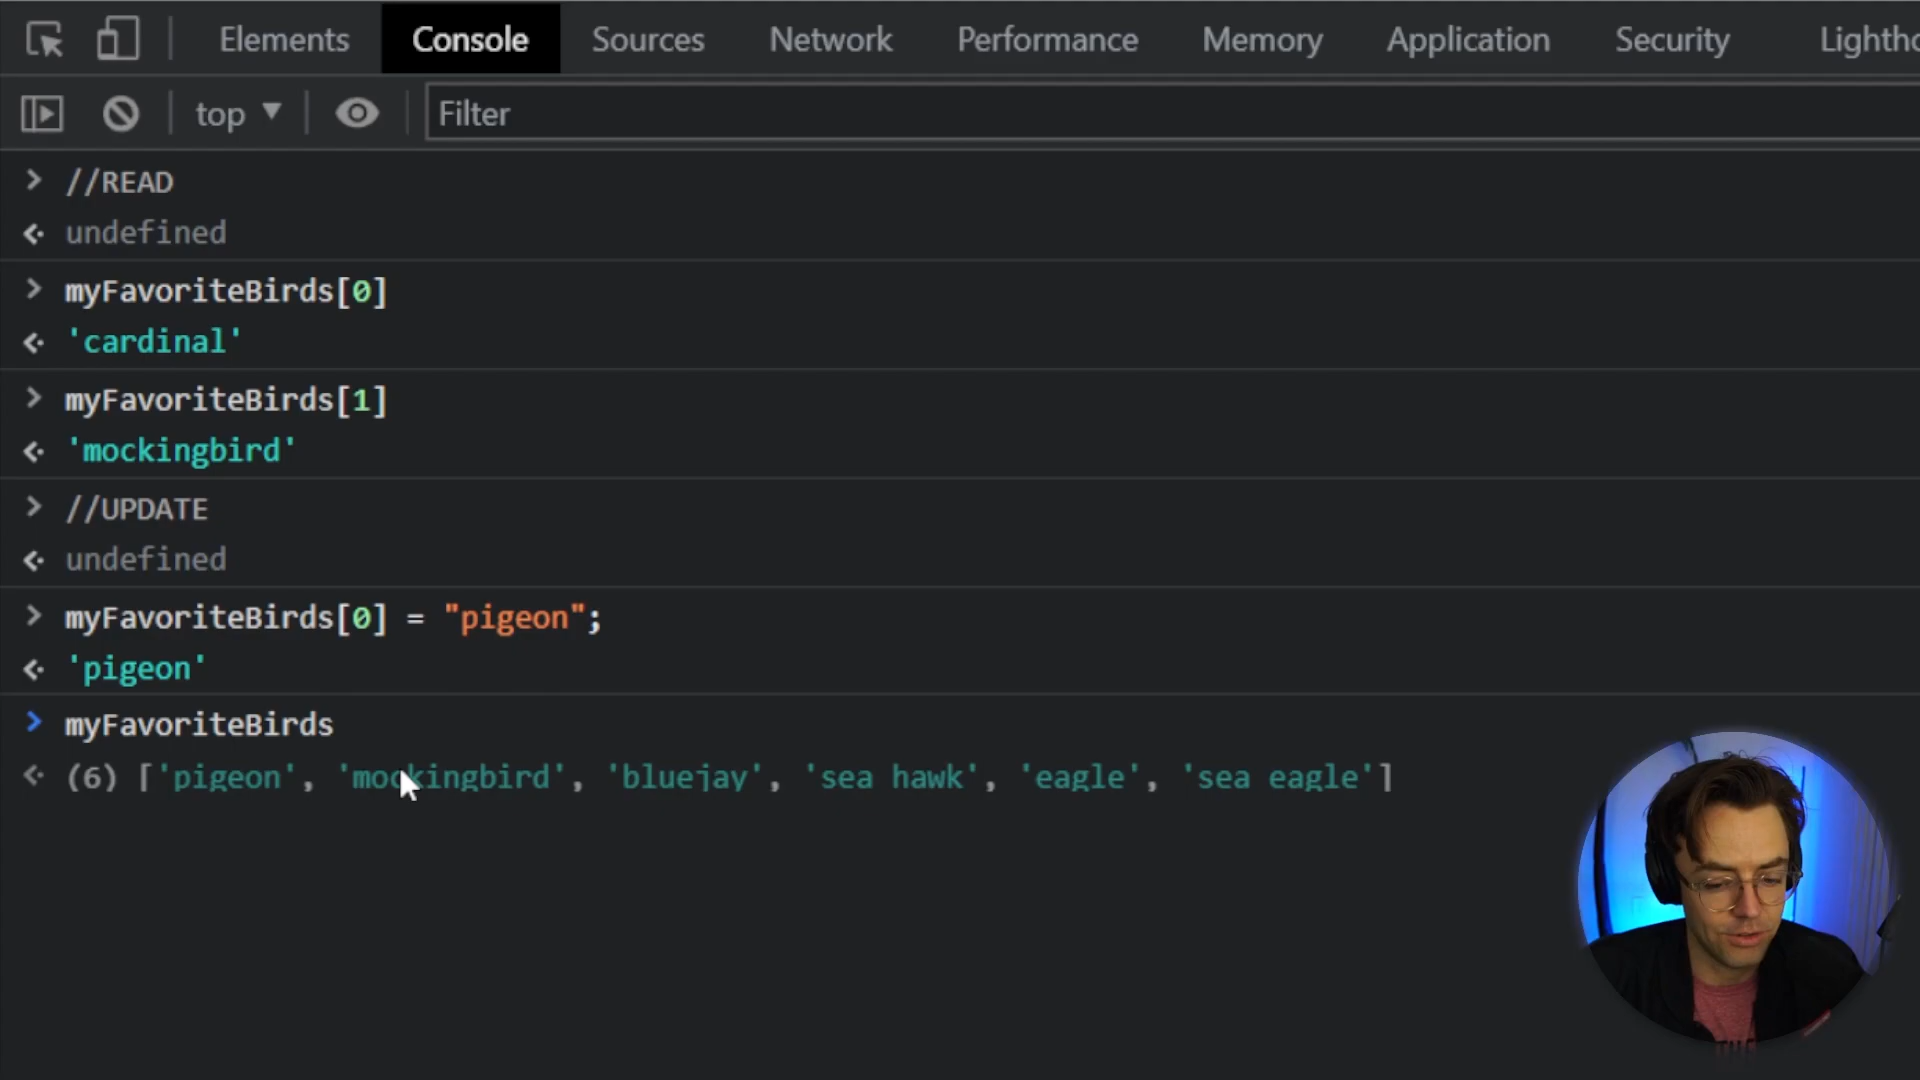 Elements Console Sources Network Performance Memory Application Security Lightho
top Filter
> //READ
undefined
> myFavoriteBirds[0]
'cardinal'
> myFavoriteBirds[1]
'mockingbird'
> //UPDATE
undefined
> myFavoriteBirds[0] = "pigeon";
'pigeon'
> myFavoriteBirds
(6) ['pigeon', 'mockingbird', 'bluejay', 'sea hawk', 'eagle', 'sea eagle']